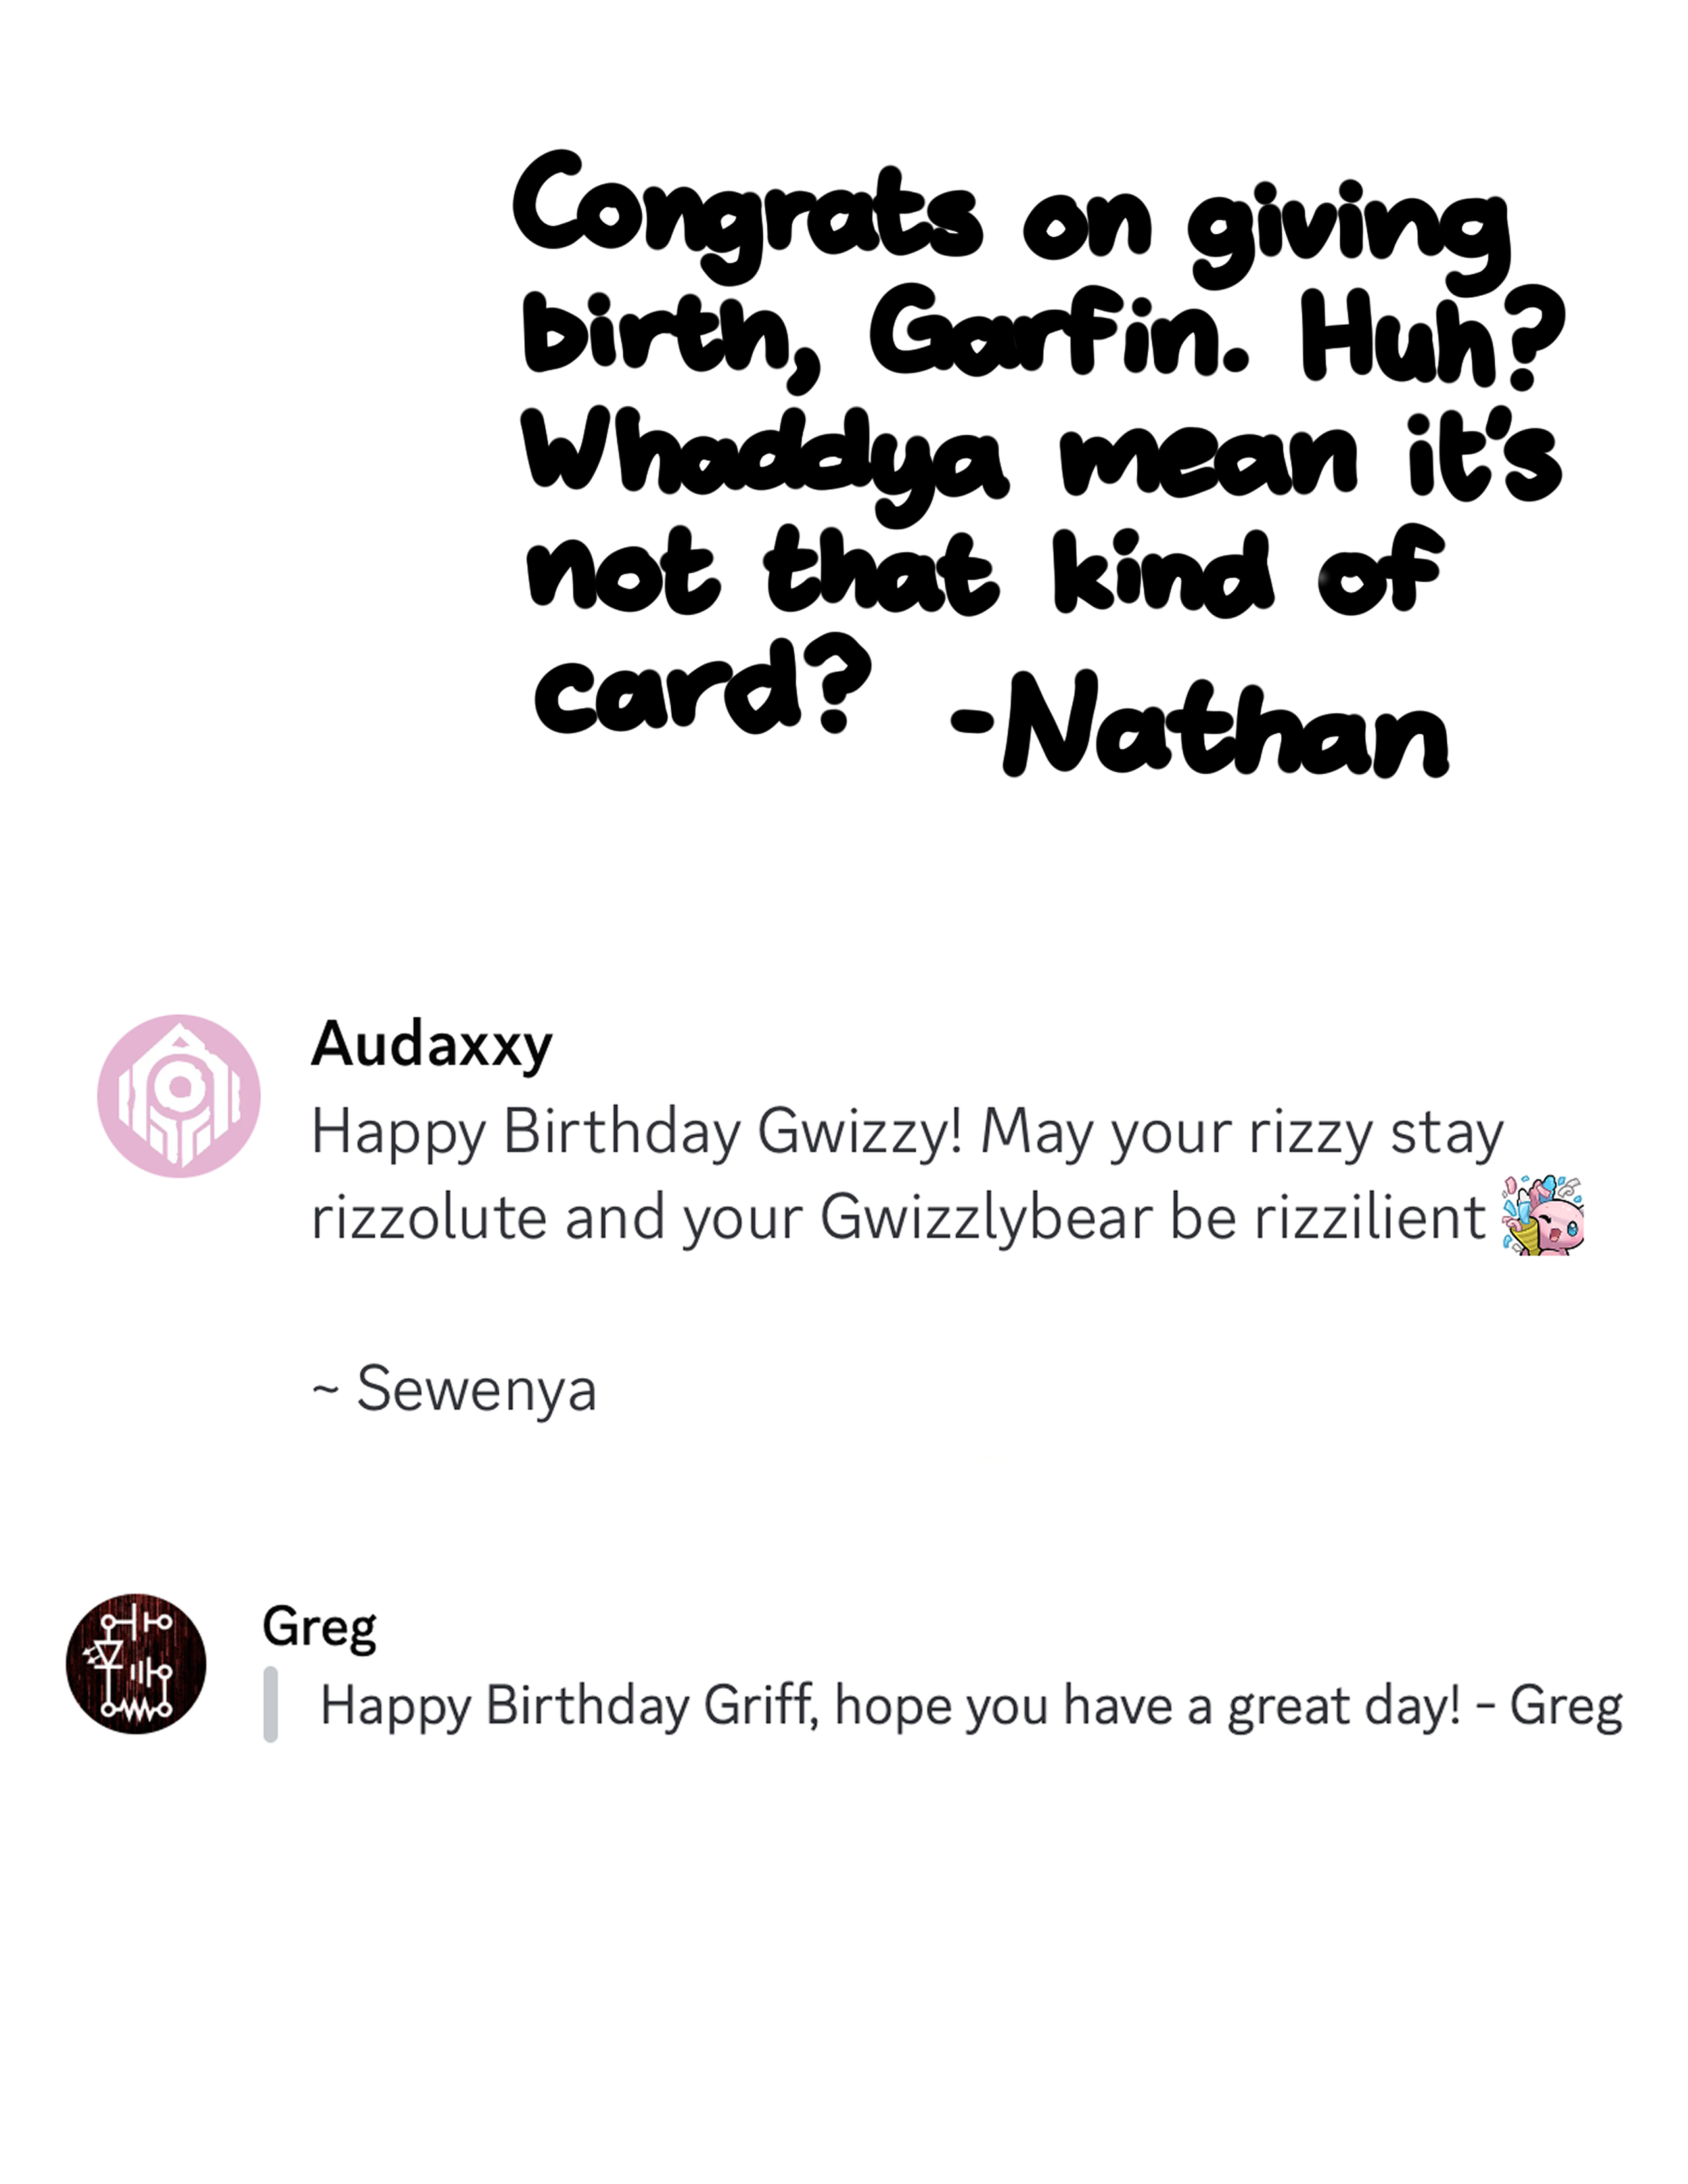 Congrats on giving
birth, Garfin. Huh?
Whaddya mean it's
not that kind of
card? -Nathan
Audaxxy
Happy Birthday Gwizzy! May your rizzy stay
rizzolute and your Gwizzlybear be rizzilient
~ Sewenya
Greg
Happy Birthday Griff, hope you have a great day! – Greg